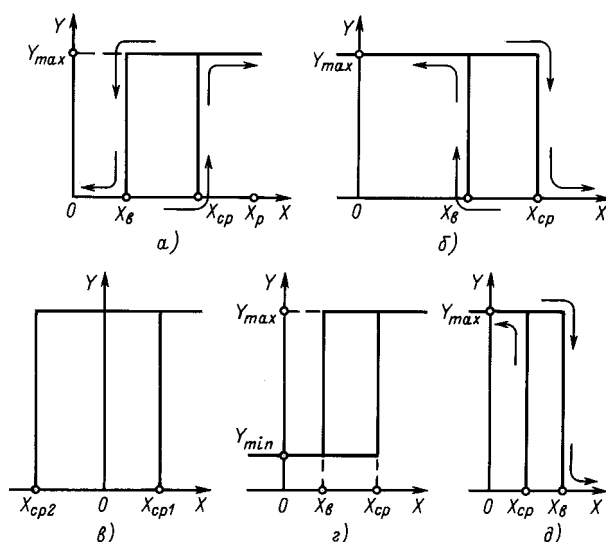 Y Y
Y_max Y_max
0 X_в X_ср X_р X 0 X_в X_ср X
а) б)
Y Y Y
Y_max Y_max
Y_min
X_ср2 0 X_ср1 X 0 X_в X_ср X 0 X_ср X_в X
в) г) д)